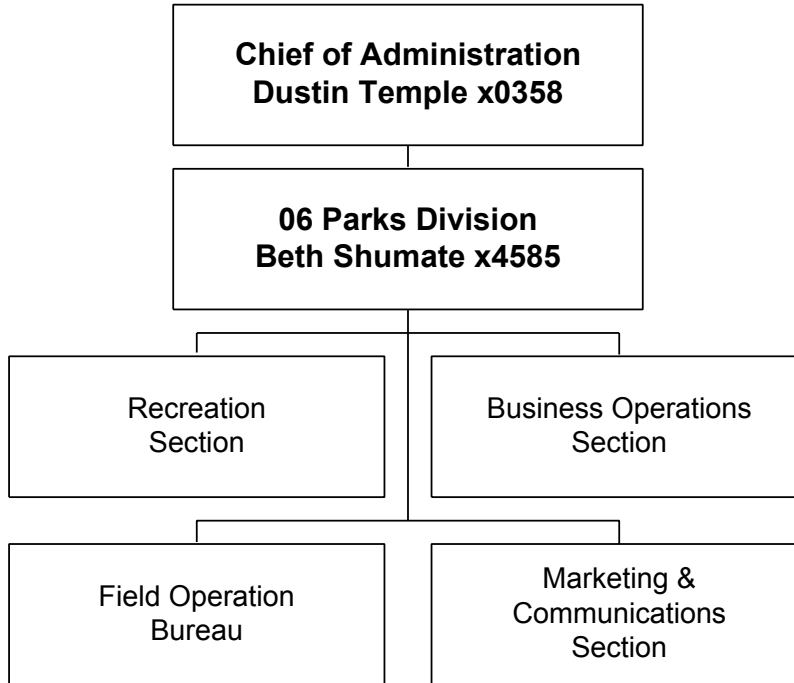 Chief of Administration
Dustin Temple x0358
06 Parks Division
Beth Shumate x4585
Recreation
Section
Business Operations
Section
Field Operation
Bureau
Marketing &
Communications
Section